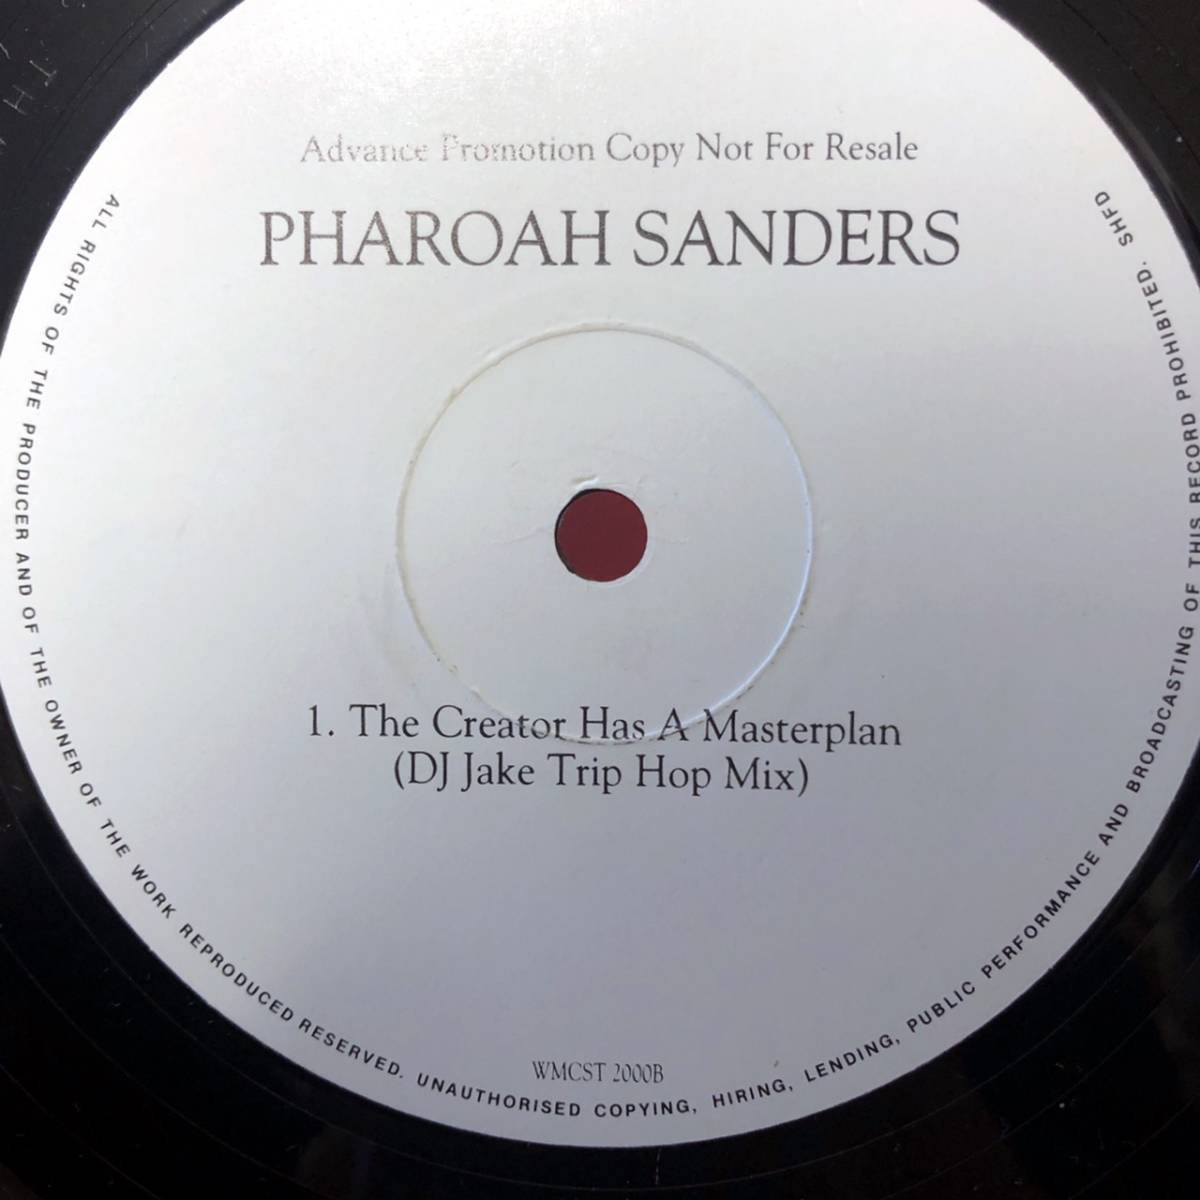 Advance Promotion Copy Not For Resale
PHAROAH SANDERS
1. The Creator Has A Masterplan
(DJ Jake Trip Hop Mix)
WMCST 2000B
ALL RIGHTS OF THE PRODUCER AND OF THE OWNER OF THE WORK REPRODUCED RESERVED. UNAUTHORISED COPYING, HIRING, LENDING, PUBLIC PERFORMANCE AND BROADCASTING OF THIS RECORD PROHIBITED. SHFD